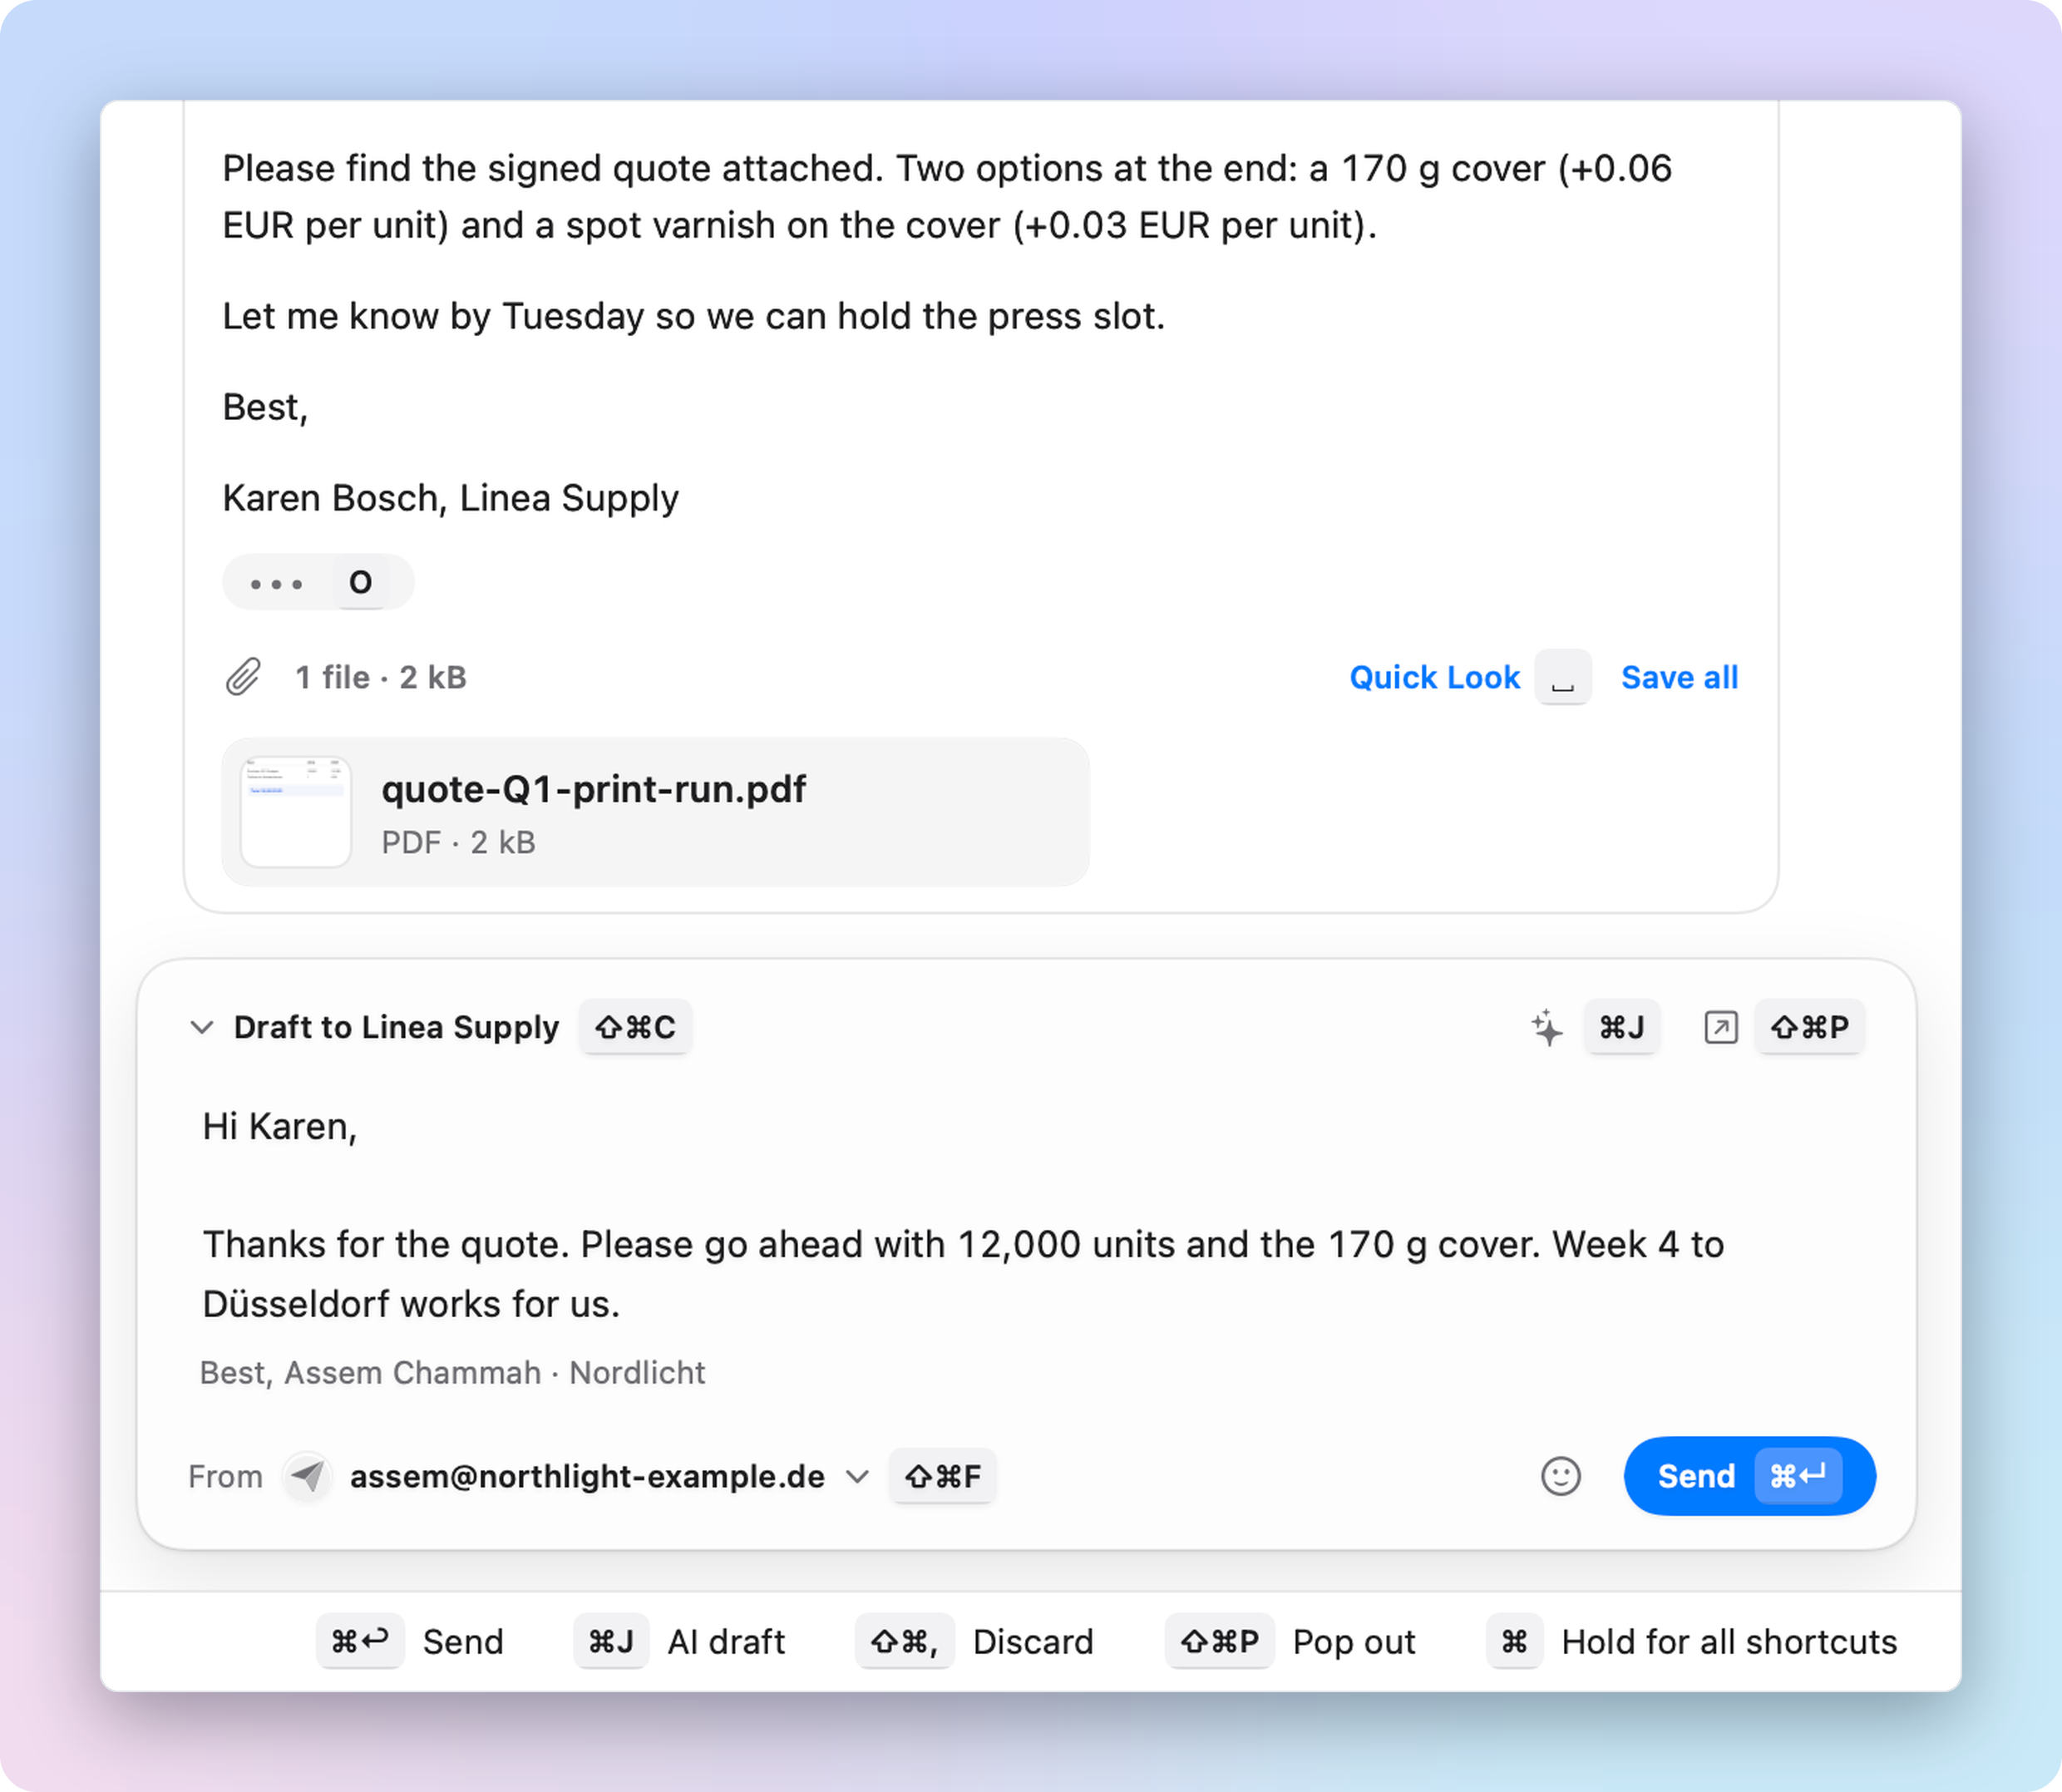 Please find the signed quote attached. Two options at the end: a 170 g cover (+0.06
EUR per unit) and a spot varnish on the cover (+0.03 EUR per unit).
Let me know by Tuesday so we can hold the press slot.
Best,
Karen Bosch, Linea Supply
••• O
1 file · 2 kB Quick Look ⎵ Save all
quote-Q1-print-run.pdf
PDF · 2 kB
Draft to Linea Supply ⇧⌘C ⌘J ⇧⌘P
Hi Karen,
Thanks for the quote. Please go ahead with 12,000 units and the 170 g cover. Week 4 to
Düsseldorf works for us.
Best, Assem Chammah · Nordlicht
From assem@northlight-example.de ⇧⌘F Send ⌘↵
⌘↩ Send ⌘J AI draft ⇧⌘, Discard ⇧⌘P Pop out ⌘ Hold for all shortcuts